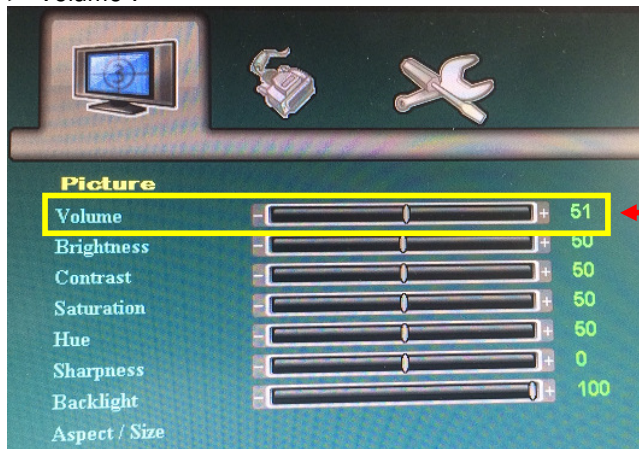 Picture
Volume - + 51
Brightness - + 50
Contrast - + 50
Saturation - + 50
Hue - + 50
Sharpness - + 0
Backlight - + 100
Aspect / Size